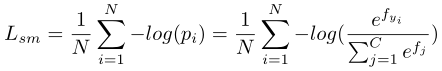 L_{sm} = \frac{1}{N} \sum_{i=1}^{N} -log(p_i) = \frac{1}{N} \sum_{i=1}^{N} -log(\frac{e^{f_{y_i}}}{\sum_{j=1}^{C} e^{f_j}})